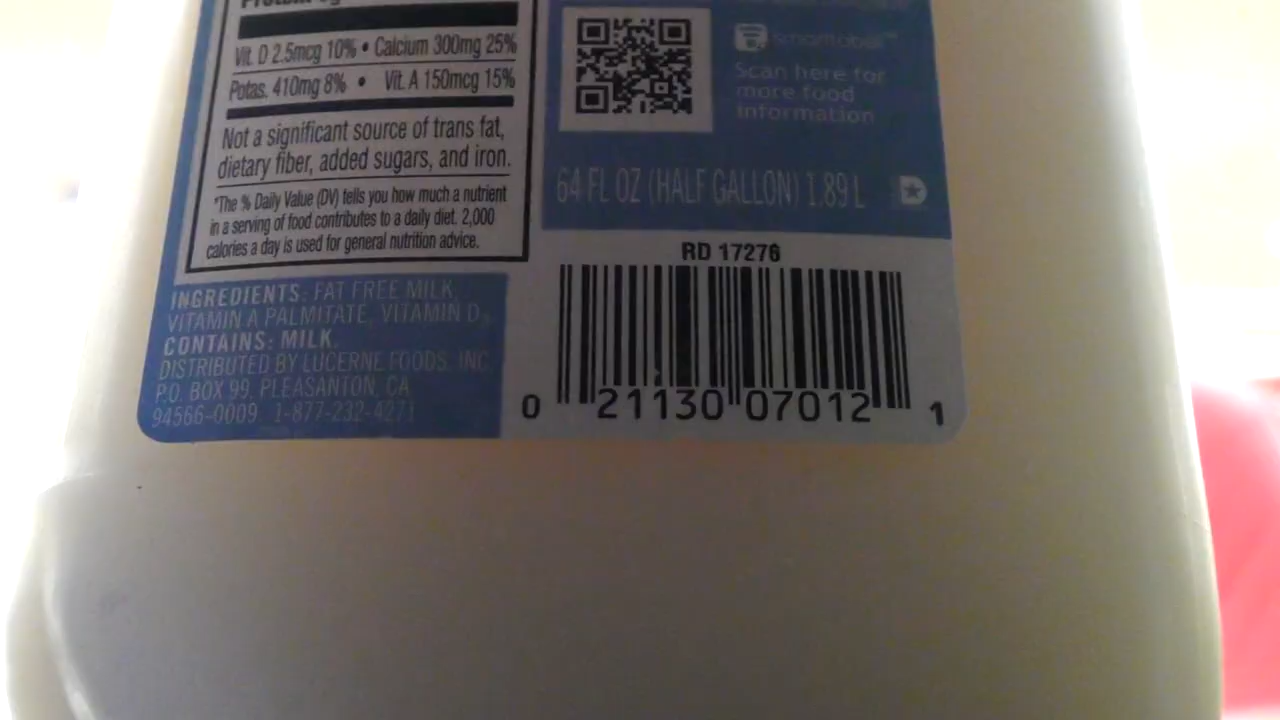 Vit. D 2.5mcg 10% • Calcium 300mg 25%
Potas. 410mg 8% • Vit. A 150mcg 15%
Not a significant source of trans fat,
dietary fiber, added sugars, and iron.
*The % Daily Value (DV) tells you how much a nutrient
in a serving of food contributes to a daily diet. 2,000
calories a day is used for general nutrition advice.
INGREDIENTS: FAT FREE MILK,
VITAMIN A PALMITATE, VITAMIN D3.
CONTAINS: MILK.
DISTRIBUTED BY LUCERNE FOODS, INC.
P.O. BOX 99, PLEASANTON, CA
94566-0009 1-877-232-4271
smartlabel™
Scan here for
more food
information
64 FL OZ (HALF GALLON) 1.89 L
D
RD 17276
0 21130 07012 1